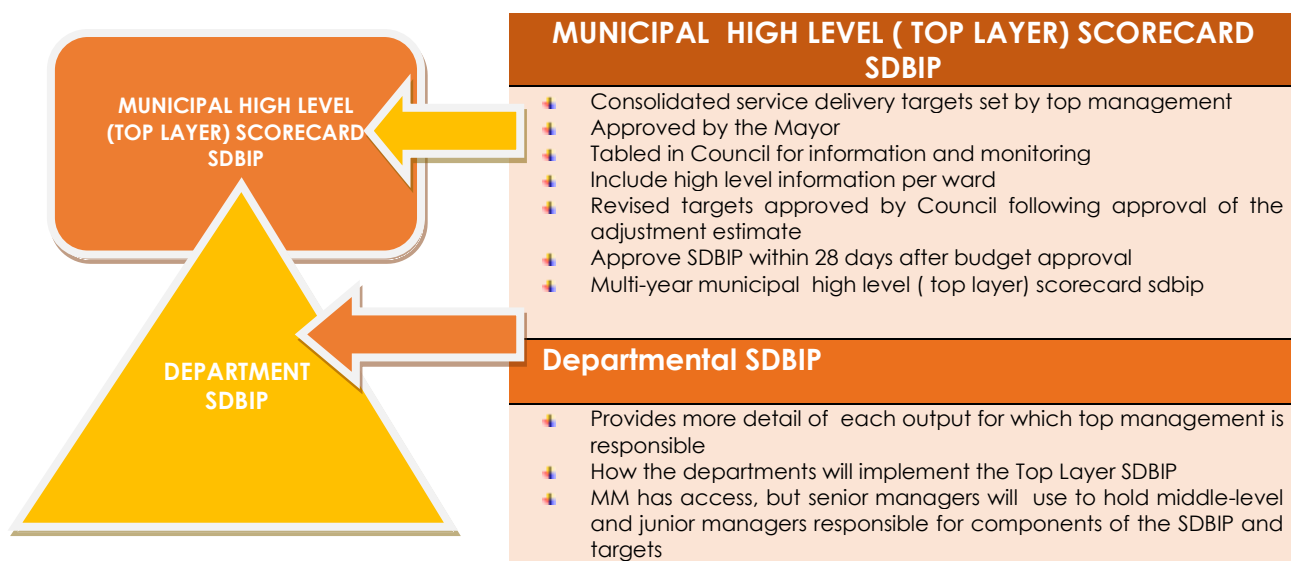 MUNICIPAL HIGH LEVEL
(TOP LAYER) SCORECARD
SDBIP
DEPARTMENT
SDBIP
MUNICIPAL HIGH LEVEL ( TOP LAYER) SCORECARD
SDBIP
Consolidated service delivery targets set by top management
Approved by the Mayor
Tabled in Council for information and monitoring
Include high level information per ward
Revised targets approved by Council following approval of the
adjustment estimate
Approve SDBIP within 28 days after budget approval
Multi-year municipal high level ( top layer) scorecard sdbip
Departmental SDBIP
Provides more detail of each output for which top management is
responsible
How the departments will implement the Top Layer SDBIP
MM has access, but senior managers will use to hold middle-level
and junior managers responsible for components of the SDBIP and
targets